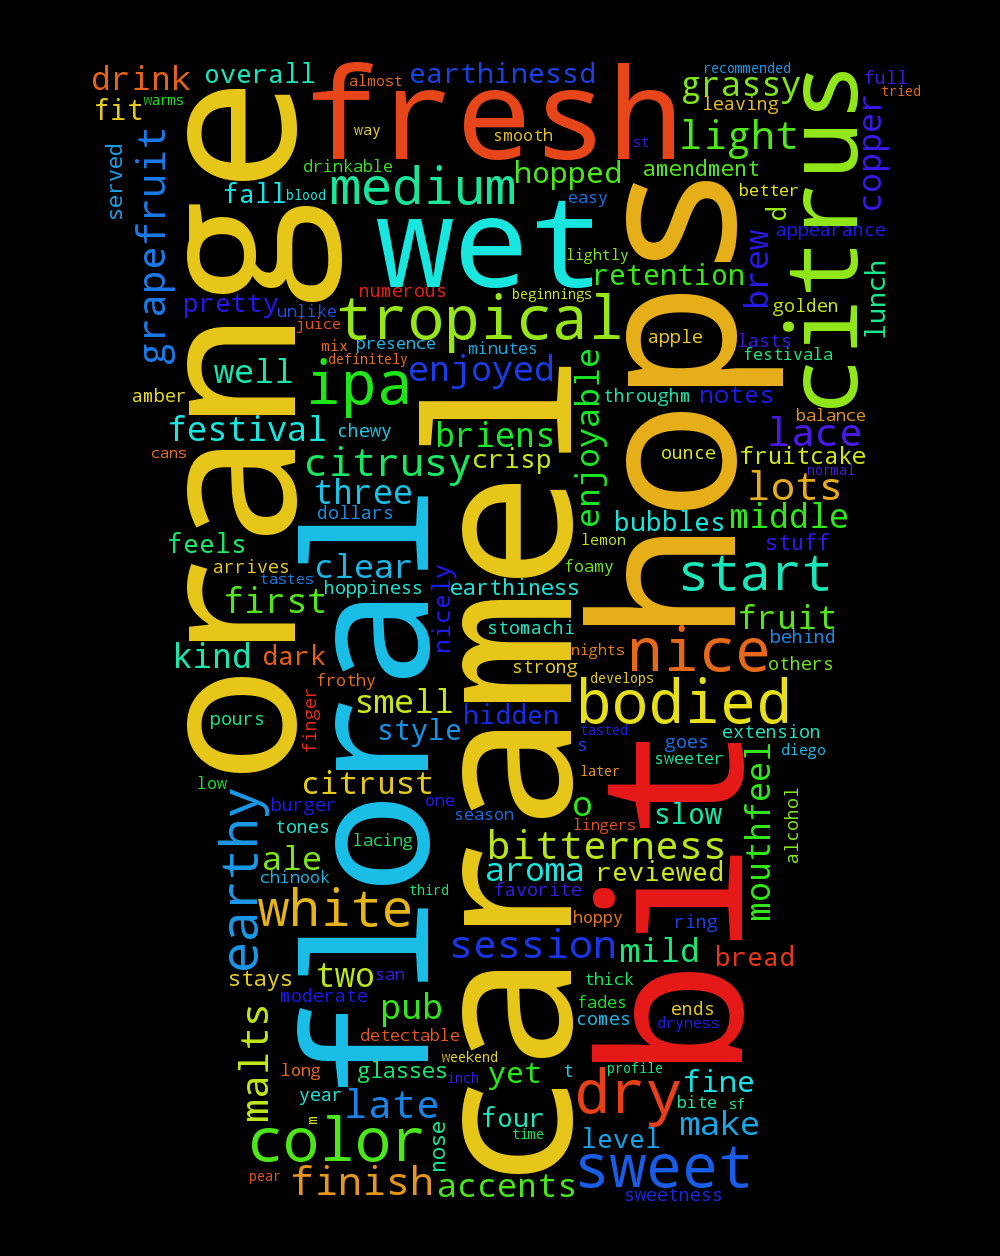 recommended
drink
overall
almost
earthinessd
fresh
full
grassy
tried
fit
warms
leaving
way
smooth
light
st
citrus
copper
orange
grapefruit
served
drinkable
hopped
amendment
fall
blood
medium
easy
better
d
hops
wet
appearance
brew
lightly
retention
lunch
pretty
unlike
numerous
beginnings
golden
juice
tropical
apple
mix
presence
minutes
lasts
definitely
festivala
well
ipa
enjoyed
enjoyable
amber
throughm
notes
balance
festival
chewy
briens
lace
cans
citrusy
crisp
ounce
fruitcake
normal
three
lots
dollars
bubbles
middle
feels
lemon
stuff
arrives
clear
foamy
tastes
hoppiness
earthiness
start
nicely
first
floral
caramel
fruit
stomachi
behind
kind
dark
nights
nice
others
strong
frothy
develops
smell
bodied
pours
finger
hidden
style
tasted
extension
s
goes
diego
sweeter
low
citrust
later
bit
mouthfeel
earthy
burger
one
season
o
slow
alcohol
tones
lingers
lacing
bitterness
ale
aroma
reviewed
chinook
favorite
third
white
hoppy
ring
session
mild
bread
stays
two
san
thick
moderate
pub
fades
ends
comes
dryness
detectable
malts
weekend
long
glasses
inch
yet
t
profile
dry
fine
year
late
bite
sf
m
four
make
color
time
nose
level
pear
finish
accents
sweet
sweetness